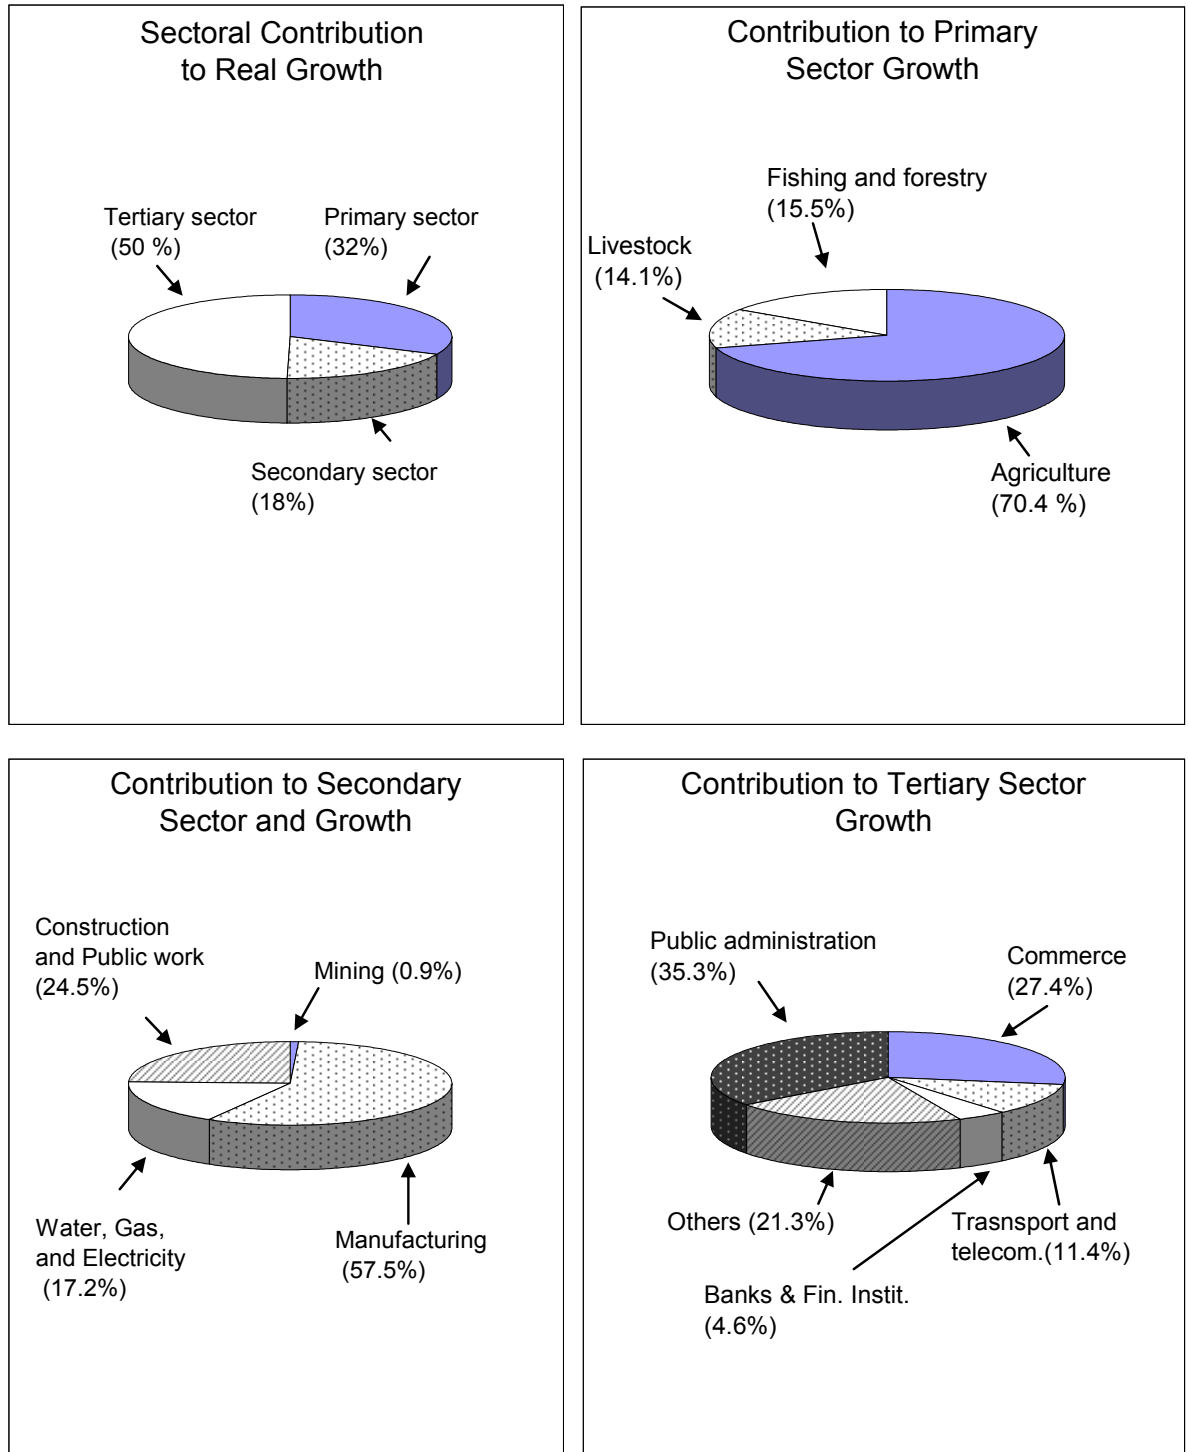 Sectoral Contribution
to Real Growth
Tertiary sector
(50 %)
Primary sector
(32%)
Secondary sector
(18%)
Contribution to Primary
Sector Growth
Fishing and forestry
(15.5%)
Livestock
(14.1%)
Agriculture
(70.4 %)
Contribution to Secondary
Sector and Growth
Construction
and Public work
(24.5%)
Mining (0.9%)
Water, Gas,
and Electricity
(17.2%)
Manufacturing
(57.5%)
Contribution to Tertiary Sector
Growth
Public administration
(35.3%)
Commerce
(27.4%)
Others (21.3%)
Trasnsport and
telecom.(11.4%)
Banks & Fin. Instit.
(4.6%)